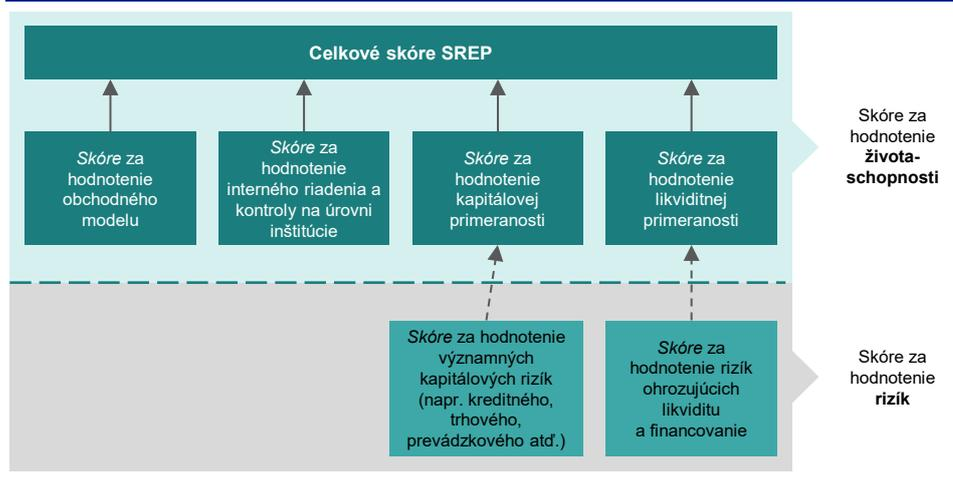 Celkové skóre SREP
Skóre za
hodnotenie
obchodného
modelu
Skóre za
hodnotenie
interného riadenia a
kontroly na úrovni
inštitúcie
Skóre za
hodnotenie
kapitálovej
primeranosti
Skóre za
hodnotenie
likviditnej
primeranosti
Skóre za
hodnotenie
života-
schopnosti
Skóre za hodnotenie
významných
kapitálových rizík
(napr. kreditného,
trhového,
prevádzkového atď.)
Skóre za
hodnotenie rizík
ohrozujúcich
likviditu
a financovanie
Skóre za
hodnotenie
rizík